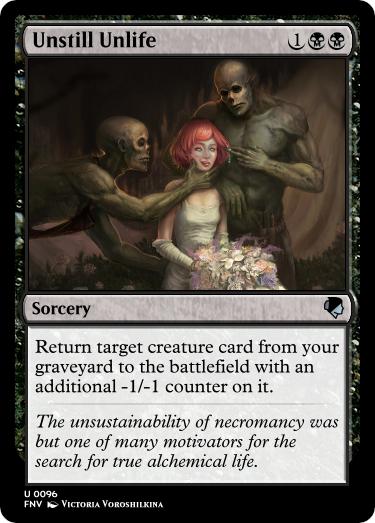 Unstill Unlife 1
Sorcery
Return target creature card from your
graveyard to the battlefield with an
additional -1/-1 counter on it.
The unsustainability of necromancy was
but one of many motivators for the
search for true alchemical life.
U 0096
FNV Victoria Voroshilkina